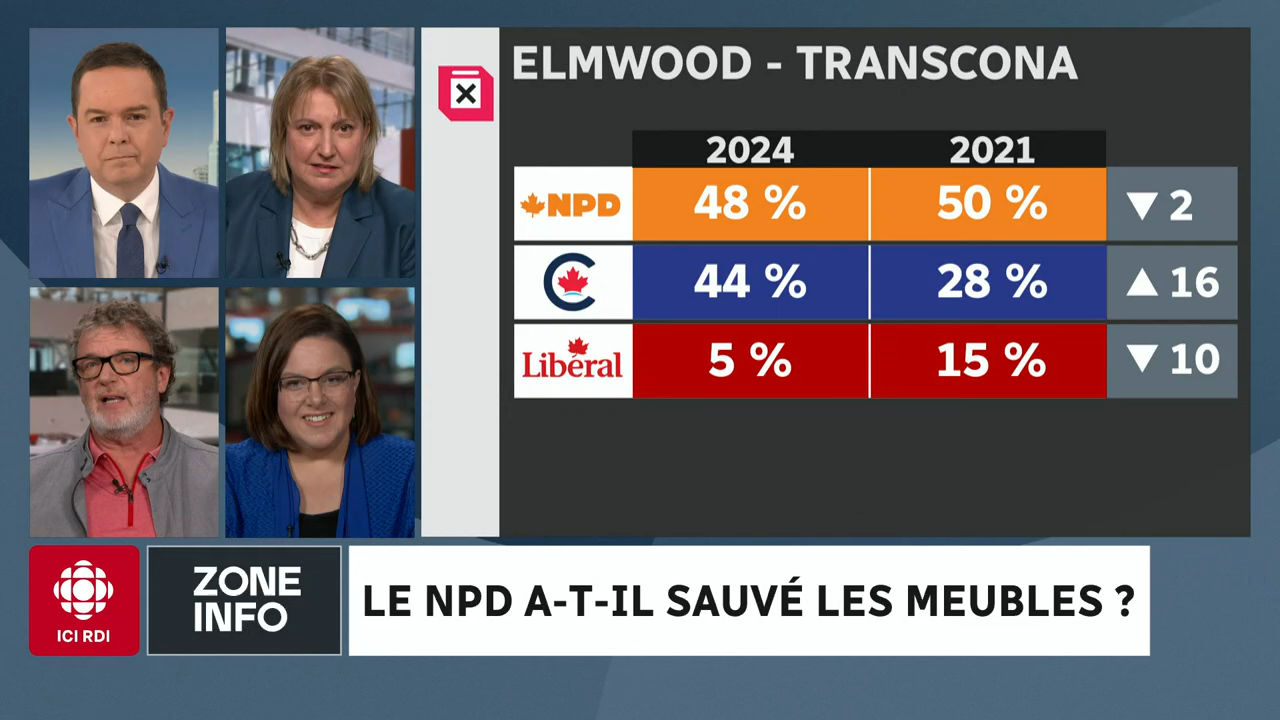 ELMWOOD - TRANSCONA
2024 2021
NPD 48 % 50 % ▼ 2
44 % 28 % ▲ 16
Libéral 5 % 15 % ▼ 10
ICI RDI
ZONE
INFO
LE NPD A-T-IL SAUVÉ LES MEUBLES ?